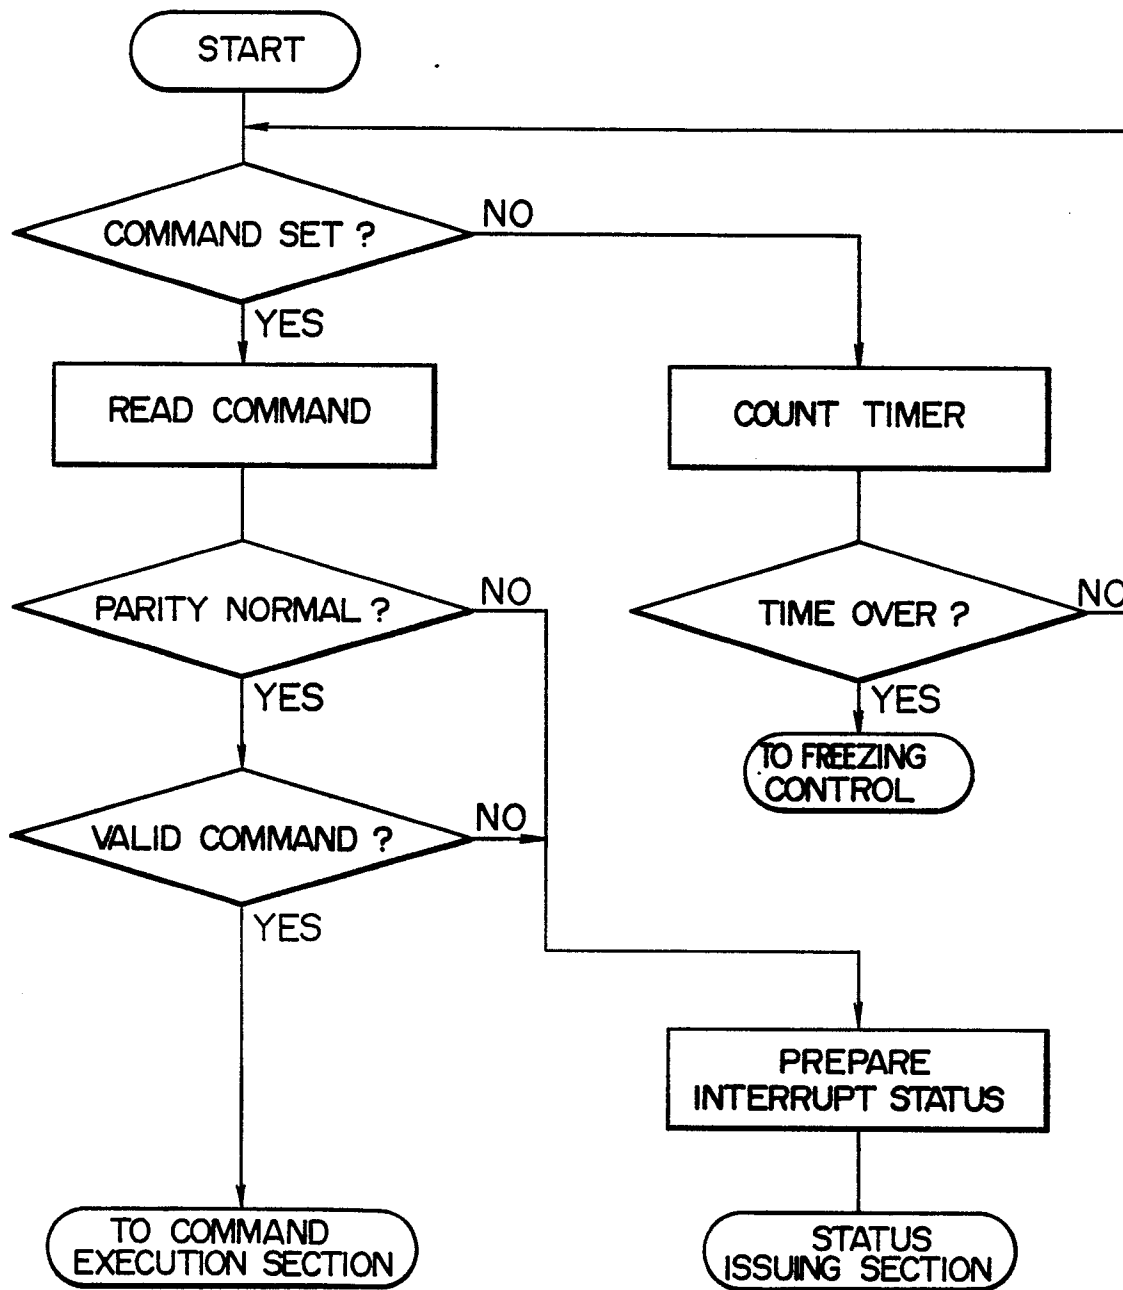 START
COMMAND SET ?
NO
YES
READ COMMAND
COUNT TIMER
PARITY NORMAL ?
NO
TIME OVER ?
NO
YES
YES
TO FREEZING
CONTROL
VALID COMMAND ?
NO
YES
PREPARE
INTERRUPT STATUS
TO COMMAND
EXECUTION SECTION
STATUS
ISSUING SECTION